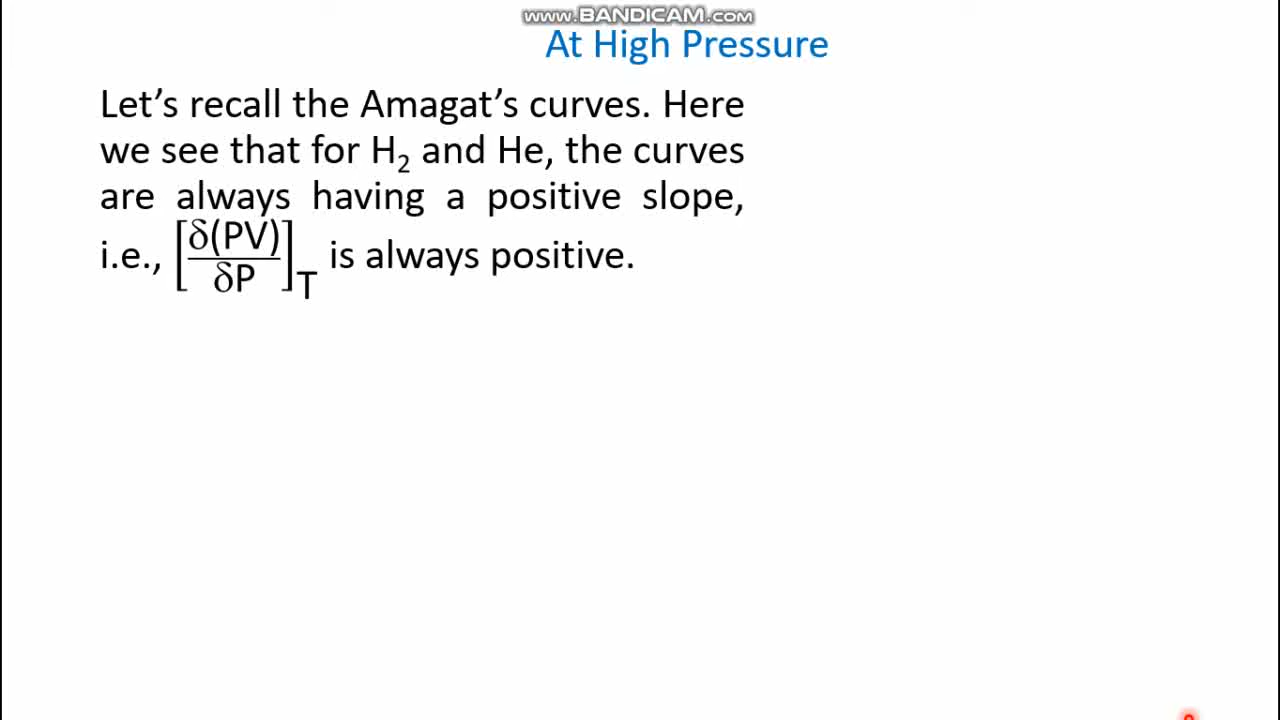 www.BANDICAM.com
At High Pressure
Let’s recall the Amagat’s curves. Here
we see that for H₂ and He, the curves
are always having a positive slope,
i.e., [δ(PV)/δP]T is always positive.